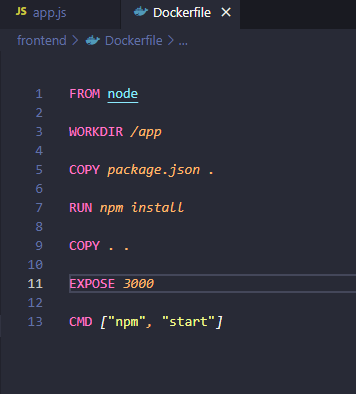 JS app.js Dockerfile ×
frontend > Dockerfile > ...
1 FROM node
2
3 WORKDIR /app
4
5 COPY package.json .
6
7 RUN npm install
8
9 COPY . .
10
11 EXPOSE 3000
12
13 CMD ["npm", "start"]